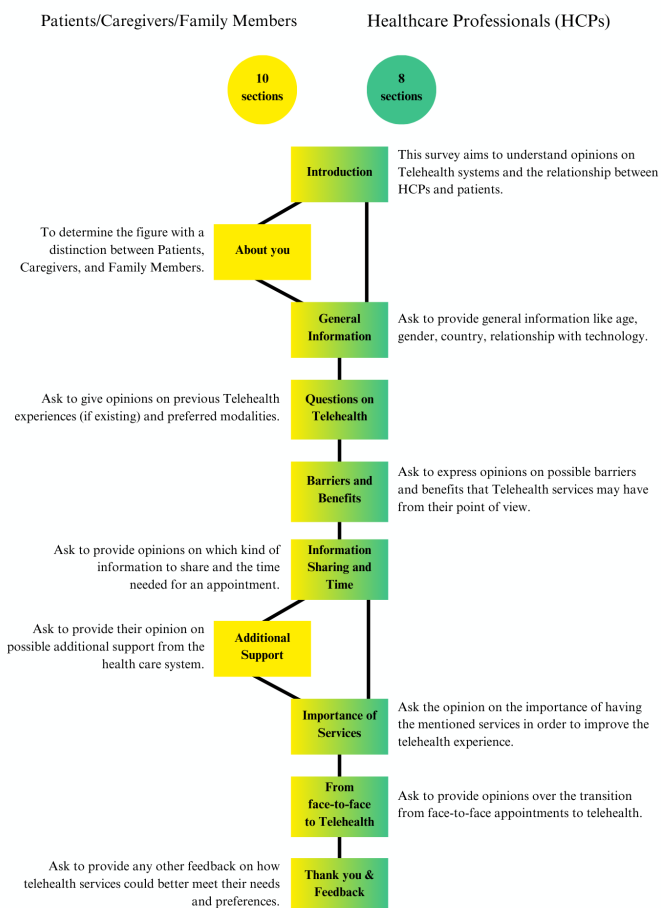 Patients/Caregivers/Family Members
Healthcare Professionals (HCPs)
10
sections
8
sections
Introduction
This survey aims to understand opinions on
Telehealth systems and the relationship between
HCPs and patients.
To determine the figure with a
distinction between Patients,
Caregivers, and Family Members.
About you
General
Information
Ask to provide general information like age,
gender, country, relationship with technology.
Ask to give opinions on previous Telehealth
experiences (if existing) and preferred modalities.
Questions on
Telehealth
Barriers and
Benefits
Ask to express opinions on possible barriers
and benefits that Telehealth services may have
from their point of view.
Ask to provide opinions on which kind of
information to share and the time
needed for an appointment.
Information
Sharing and
Time
Ask to provide their opinion on
possible additional support from the
health care system.
Additional
Support
Importance of
Services
Ask the opinion on the importance of having
the mentioned services in order to improve the
telehealth experience.
From
face-to-face
to Telehealth
Ask to provide opinions over the transition
from face-to-face appointments to telehealth.
Ask to provide any other feedback on how
telehealth services could better meet their needs
and preferences.
Thank you &
Feedback